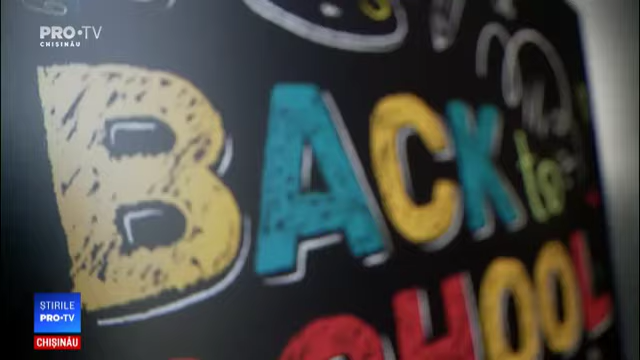 PRO•TV
CHIȘINĂU
BACK to
SCHOOL
ȘTIRILE
PRO•TV
CHIȘINĂU